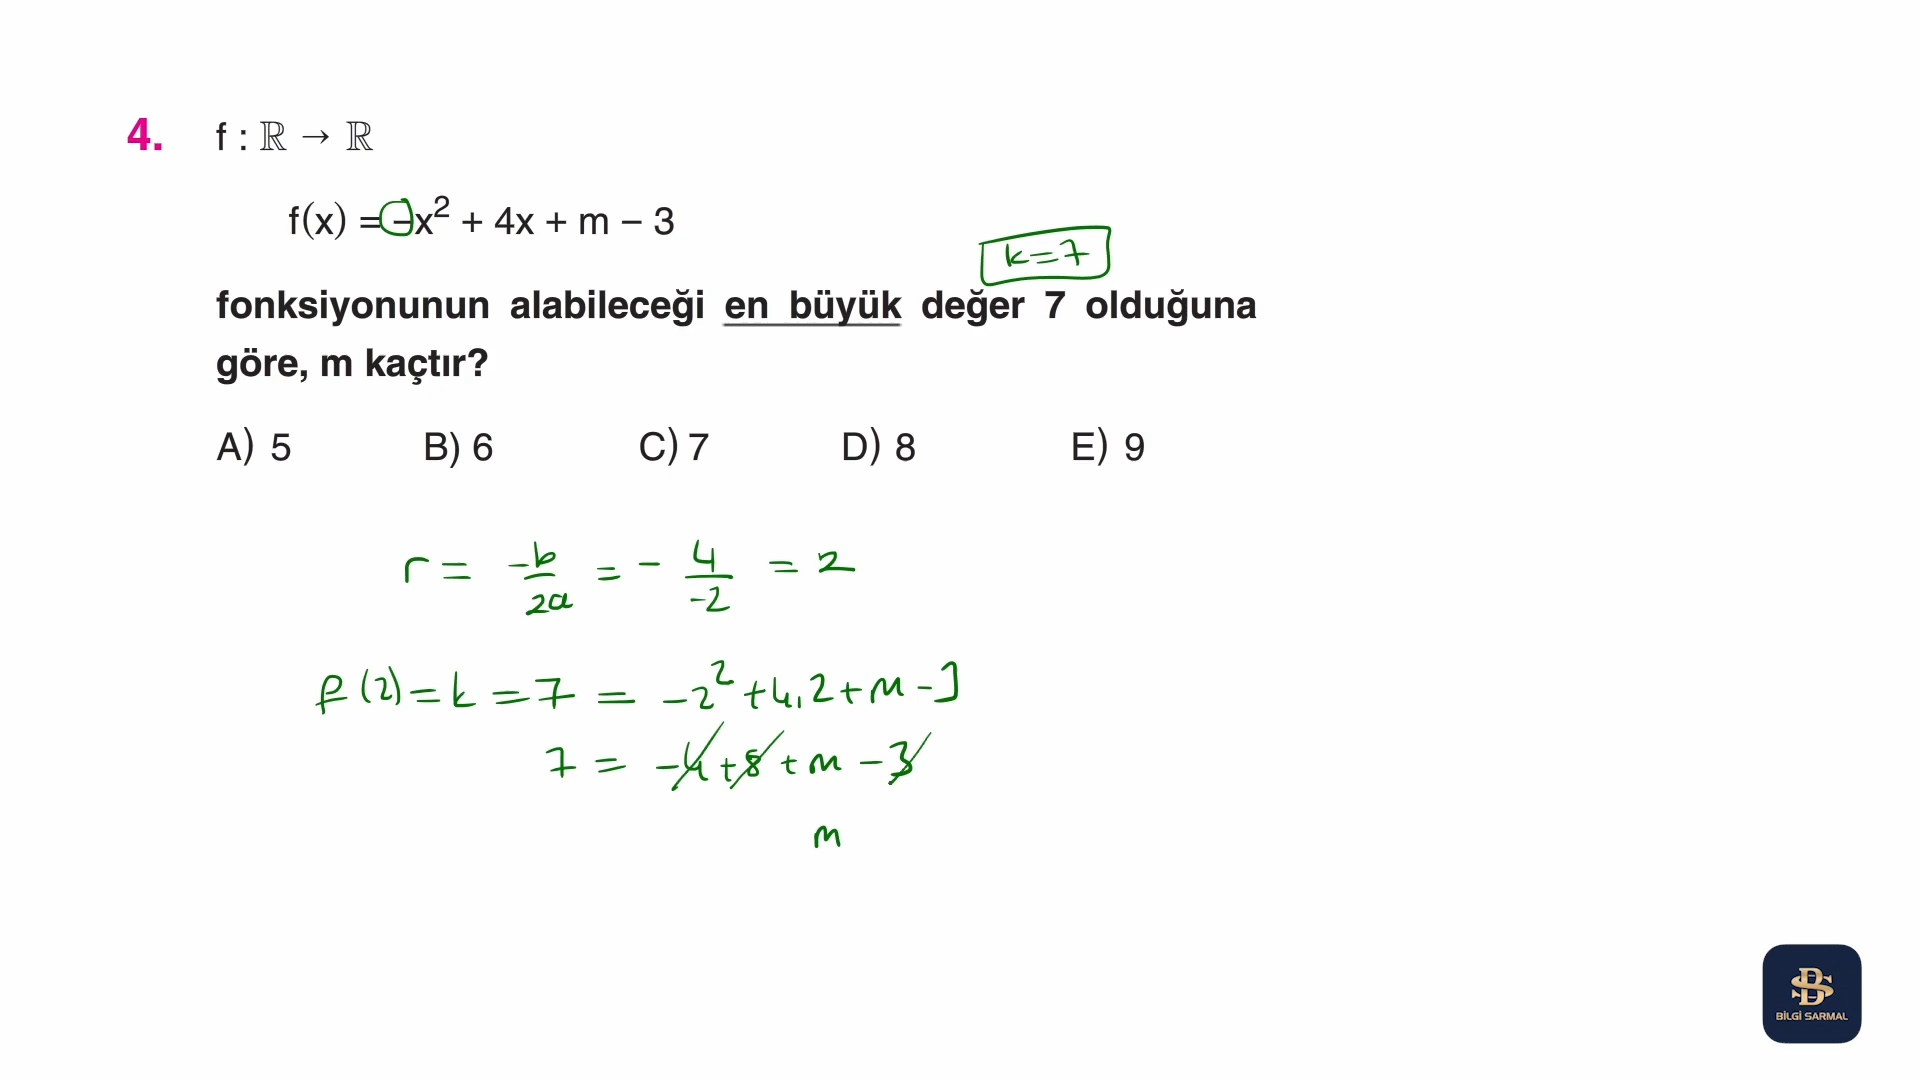 4. f : ℝ → ℝ
f(x) = –x² + 4x + m – 3
k=7
fonksiyonunun alabileceği en büyük değer 7 olduğuna
göre, m kaçtır?
A) 5 B) 6 C) 7 D) 8 E) 9
r = -b/2a = - 4/-2 = 2
f(2) = k = 7 = -2² + 4.2 + m - 3
7 = -4 + 8 + m - 3
m
BS
BİLGİ SARMAL